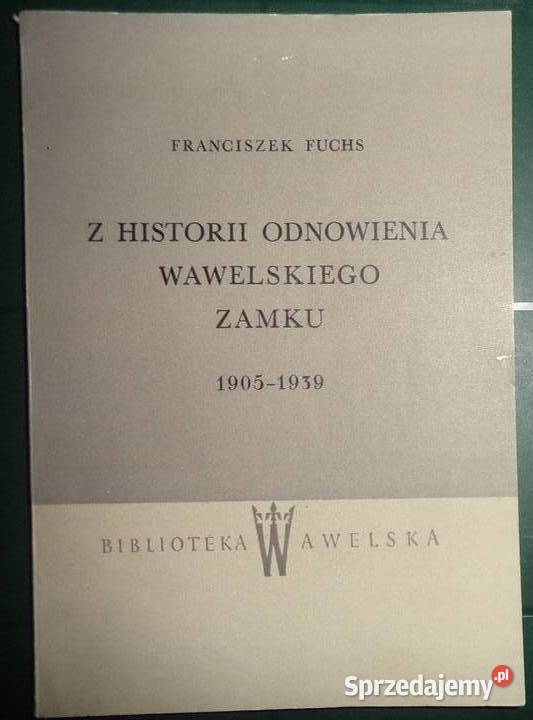 FRANCISZEK FUCHS
Z HISTORII ODNOWIENIA
WAWELSKIEGO
ZAMKU
1905-1939
BIBLIOTEKA WAWELSKA
Sprzedajemy.pl